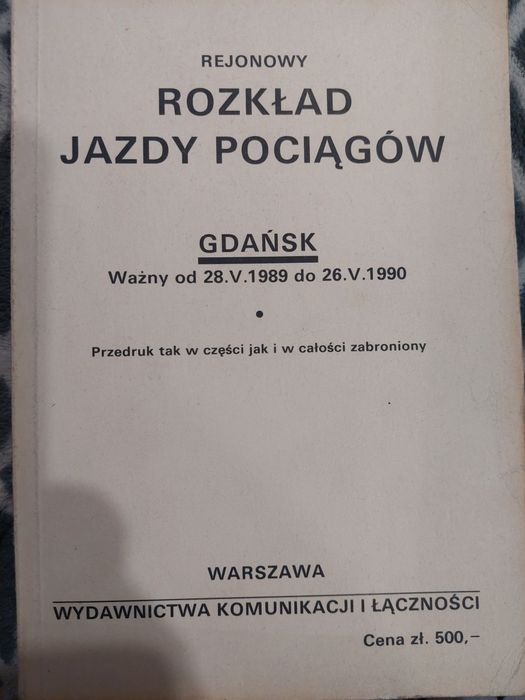 REJONOWY
ROZKŁAD
JAZDY POCIĄGÓW
GDAŃSK
Ważny od 28.V.1989 do 26.V.1990
•
Przedruk tak w części jak i w całości zabroniony
WARSZAWA
WYDAWNICTWA KOMUNIKACJI I ŁĄCZNOŚCI
Cena zł. 500,–